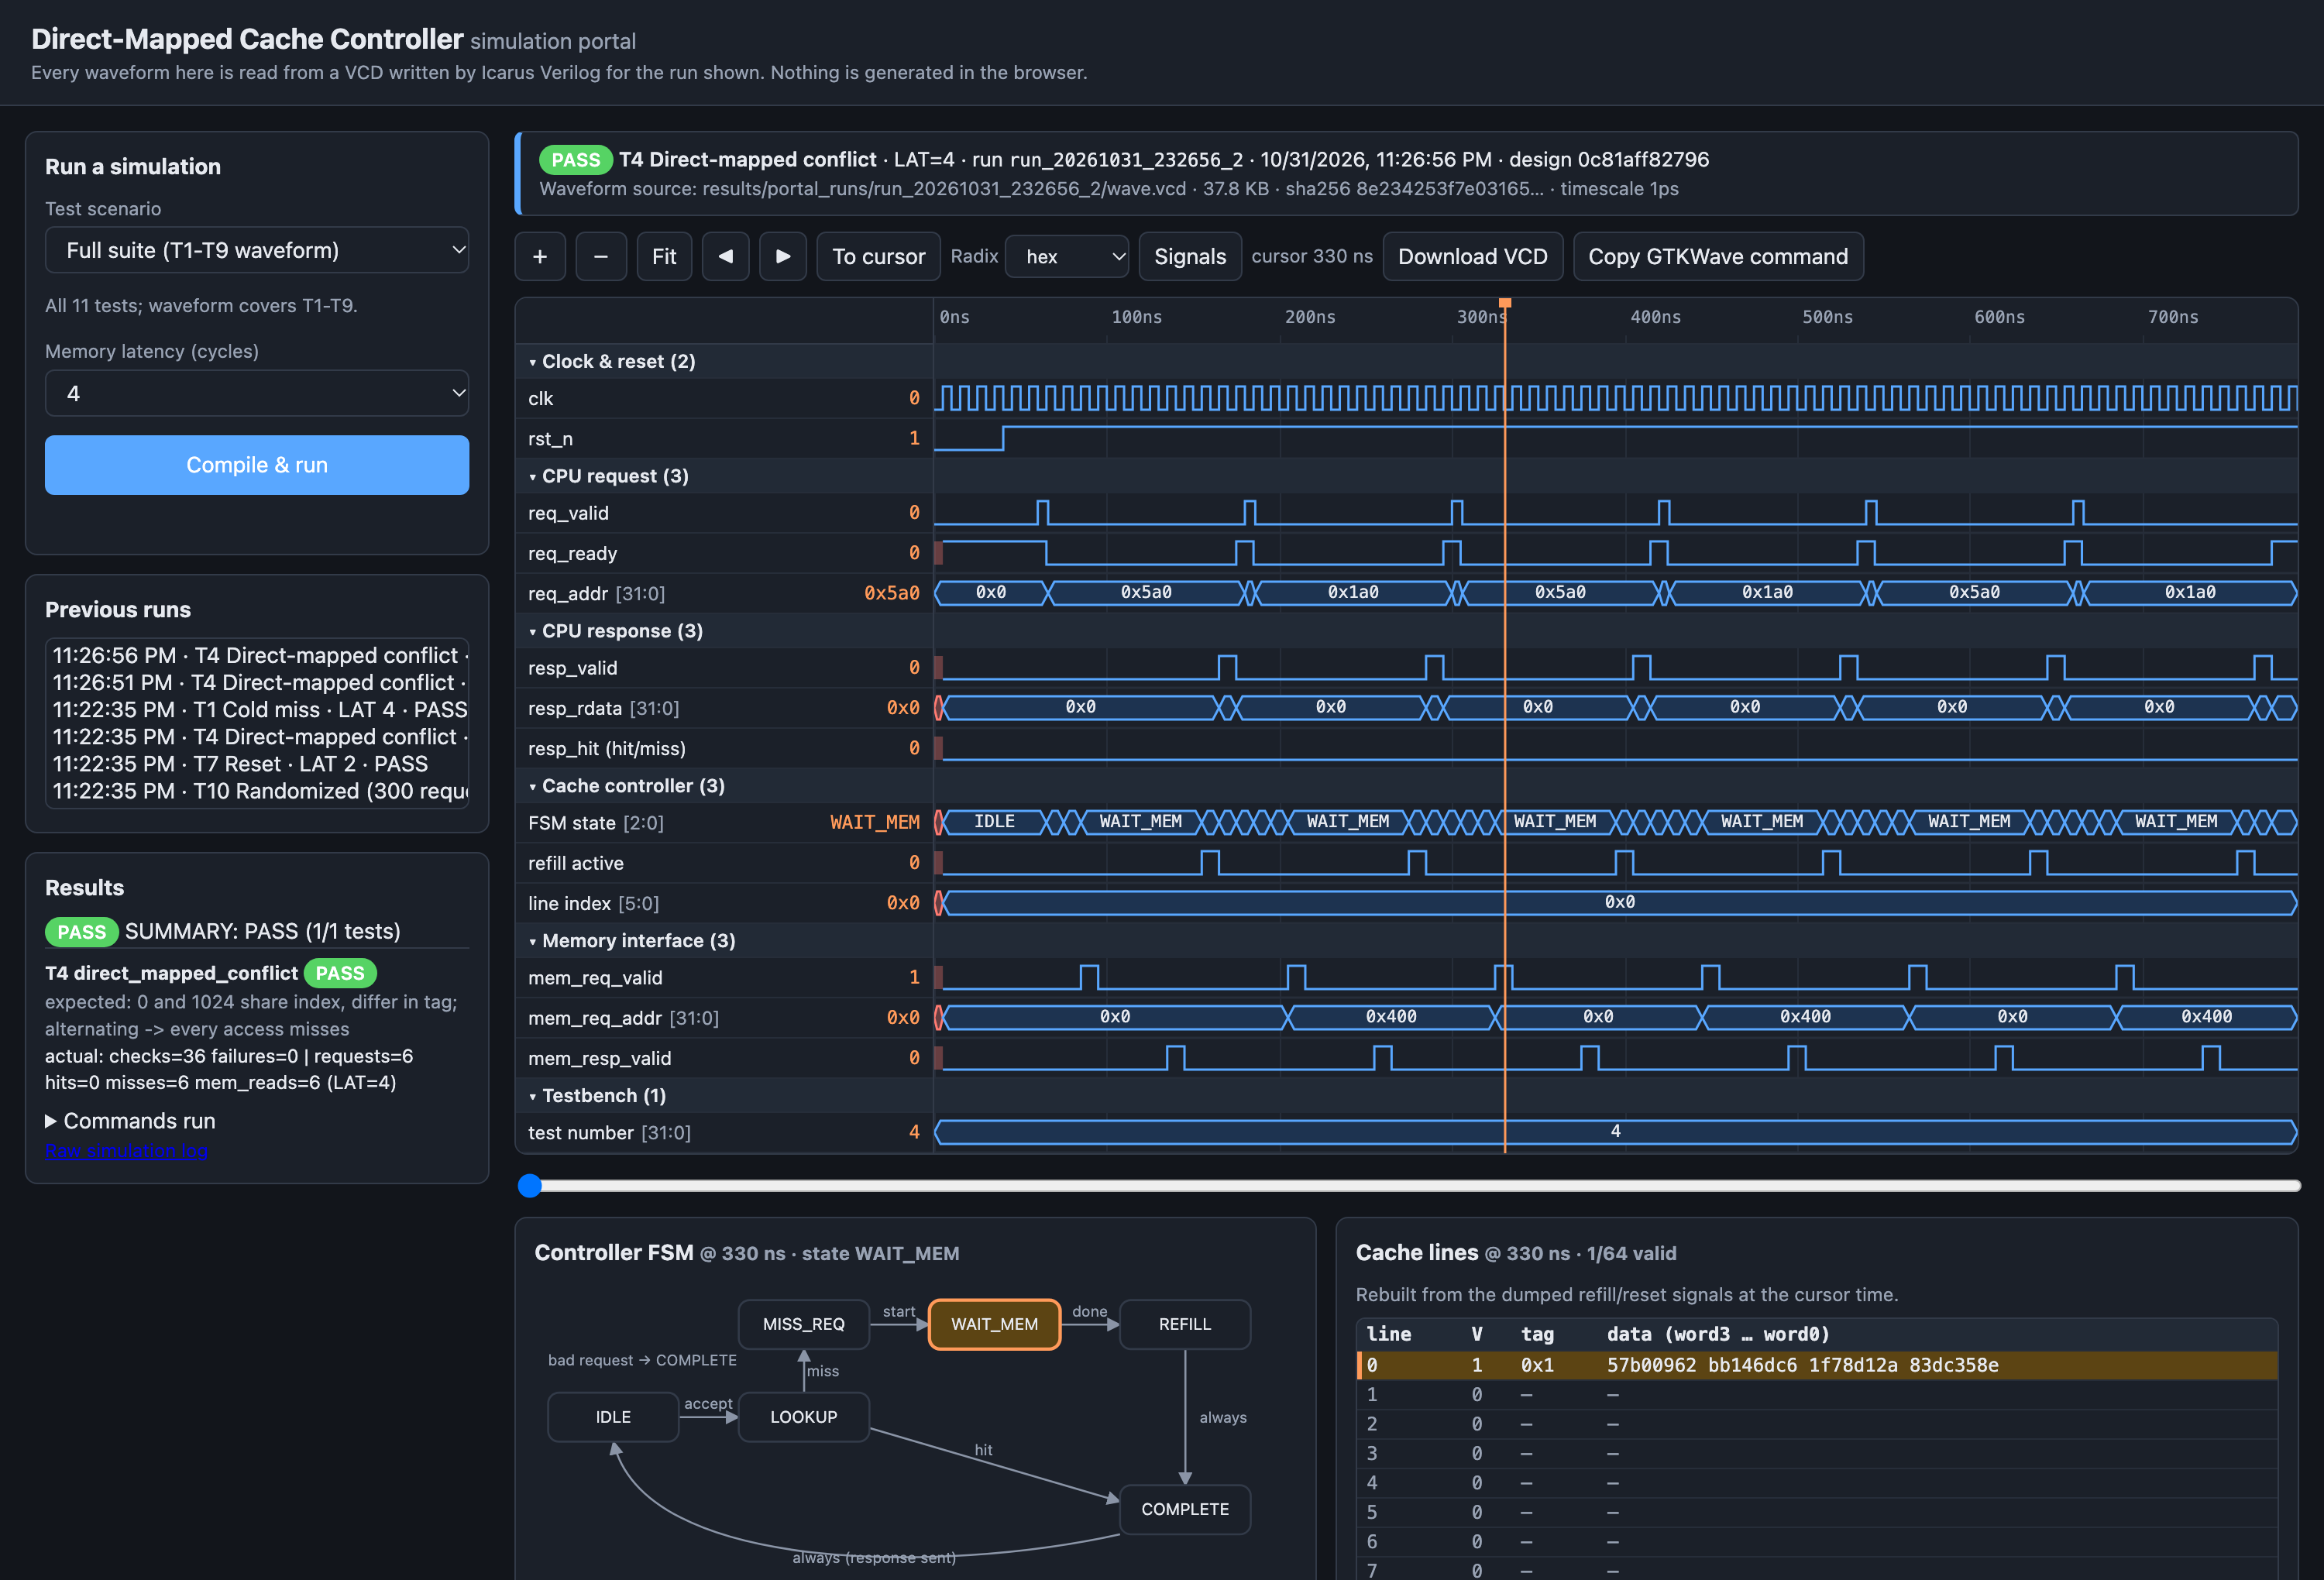 Direct-Mapped Cache Controller simulation portal
Every waveform here is read from a VCD written by Icarus Verilog for the run shown. Nothing is generated in the browser.
Run a simulation
Test scenario
Full suite (T1-T9 waveform)
All 11 tests; waveform covers T1-T9.
Memory latency (cycles)
4
Compile & run
Previous runs
11:26:56 PM · T4 Direct-mapped conflict ·
11:26:51 PM · T4 Direct-mapped conflict ·
11:22:35 PM · T1 Cold miss · LAT 4 · PASS
11:22:35 PM · T4 Direct-mapped conflict ·
11:22:35 PM · T7 Reset · LAT 2 · PASS
11:22:35 PM · T10 Randomized (300 reque
Results
PASS SUMMARY: PASS (1/1 tests)
T4 direct_mapped_conflict PASS
expected: 0 and 1024 share index, differ in tag;
alternating -> every access misses
actual: checks=36 failures=0 | requests=6
hits=0 misses=6 mem_reads=6 (LAT=4)
▶ Commands run
Raw simulation log
PASS T4 Direct-mapped conflict · LAT=4 · run run_20261031_232656_2 · 10/31/2026, 11:26:56 PM · design 0c81aff82796
Waveform source: results/portal_runs/run_20261031_232656_2/wave.vcd · 37.8 KB · sha256 8e234253f7e03165… · timescale 1ps
+ − Fit ◀ ▶ To cursor Radix hex Signals cursor 330 ns Download VCD Copy GTKWave command
0ns 100ns 200ns 300ns 400ns 500ns 600ns 700ns
▾ Clock & reset (2)
clk 0
rst_n 1
▾ CPU request (3)
req_valid 0
req_ready 0
req_addr [31:0] 0x5a0 0x0 0x5a0 0x1a0 0x5a0 0x1a0 0x5a0 0x1a0
▾ CPU response (3)
resp_valid 0
resp_rdata [31:0] 0x0 0x0 0x0 0x0 0x0 0x0 0x0
resp_hit (hit/miss) 0
▾ Cache controller (3)
FSM state [2:0] WAIT_MEM IDLE WAIT_MEM WAIT_MEM WAIT_MEM WAIT_MEM WAIT_MEM WAIT_MEM
refill active 0
line index [5:0] 0x0 0x0
▾ Memory interface (3)
mem_req_valid 1
mem_req_addr [31:0] 0x0 0x0 0x400 0x0 0x400 0x0 0x400
mem_resp_valid 0
▾ Testbench (1)
test number [31:0] 4 4
Controller FSM @ 330 ns · state WAIT_MEM
MISS_REQ start WAIT_MEM done REFILL
bad request → COMPLETE
miss
IDLE accept LOOKUP
always
hit
COMPLETE
always (response sent)
Cache lines @ 330 ns · 1/64 valid
Rebuilt from the dumped refill/reset signals at the cursor time.
line V tag data (word3 … word0)
0 1 0x1 57b00962 bb146dc6 1f78d12a 83dc358e
1 0 — —
2 0 — —
3 0 — —
4 0 — —
5 0 — —
6 0 — —
7 0 — —